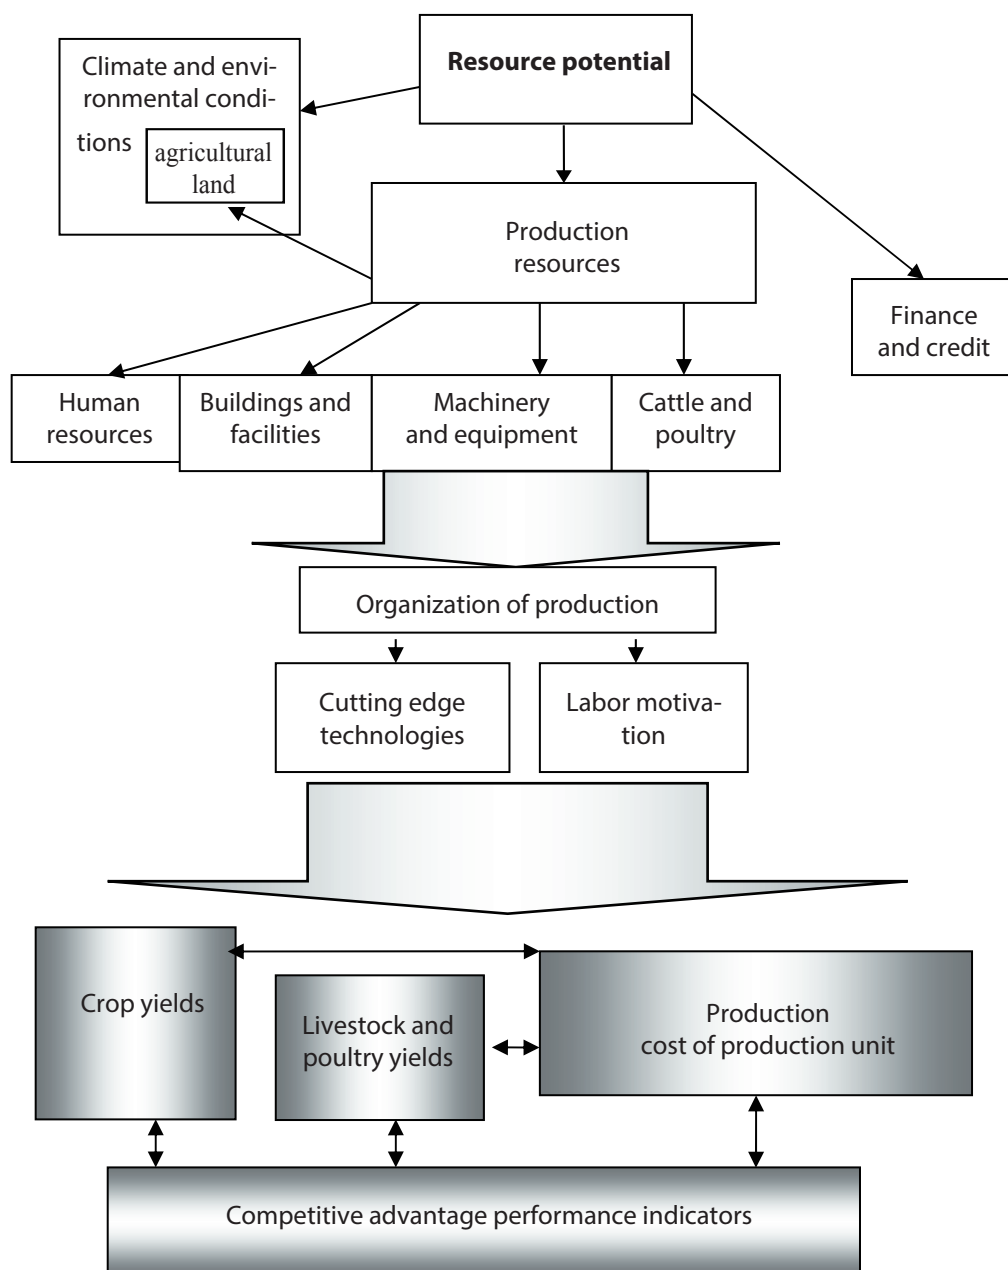 Resource potential
Climate and envi-
ronmental condi-
tions
agricultural
land
Production
resources
Finance
and credit
Human
resources
Buildings and
facilities
Machinery
and equipment
Cattle and
poultry
Organization of production
Cutting edge
technologies
Labor motiva-
tion
Crop yields
Livestock and
poultry yields
Production
cost of production unit
Competitive advantage performance indicators